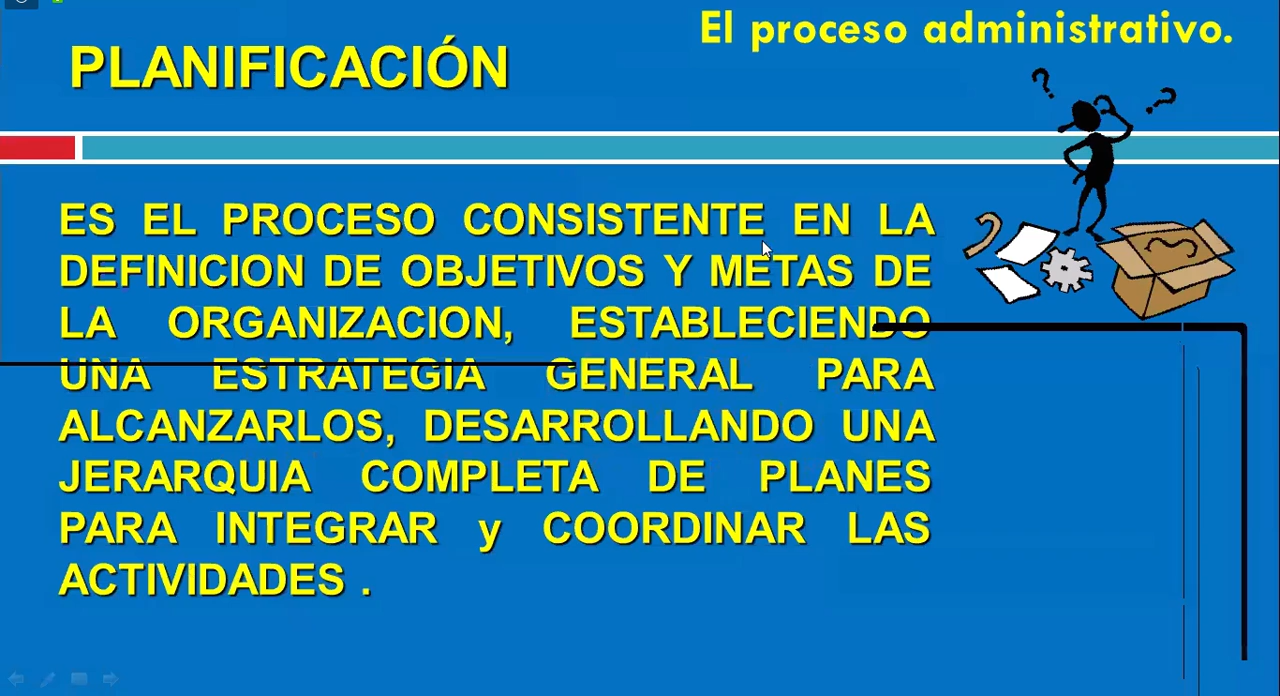 El proceso administrativo.
PLANIFICACIÓN
ES EL PROCESO CONSISTENTE EN LA
DEFINICION DE OBJETIVOS Y METAS DE
LA ORGANIZACION, ESTABLECIENDO
UNA ESTRATEGIA GENERAL PARA
ALCANZARLOS, DESARROLLANDO UNA
JERARQUIA COMPLETA DE PLANES
PARA INTEGRAR y COORDINAR LAS
ACTIVIDADES .